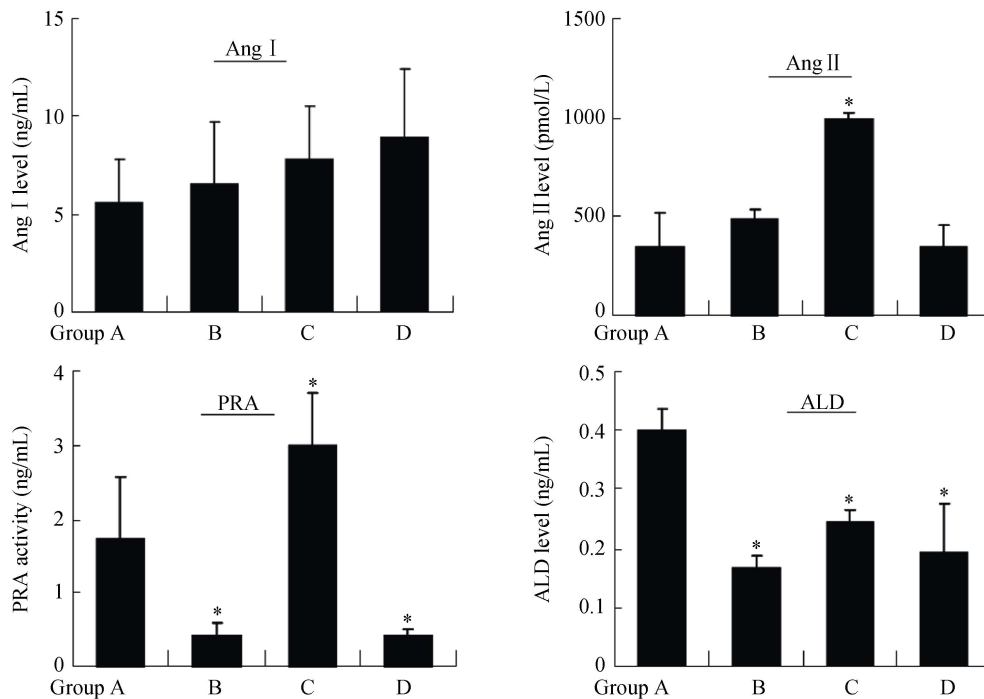 Ang I level (ng/mL)
15
10
5
0
Ang I
Group A
B
C
D
Ang II level (pmol/L)
1500
1000
500
0
Ang II
*
Group A
B
C
D
PRA activity (ng/mL)
4
3
2
1
0
PRA
*
*
*
Group A
B
C
D
ALD level (ng/mL)
0.5
0.4
0.3
0.2
0.1
0
ALD
*
*
*
Group A
B
C
D